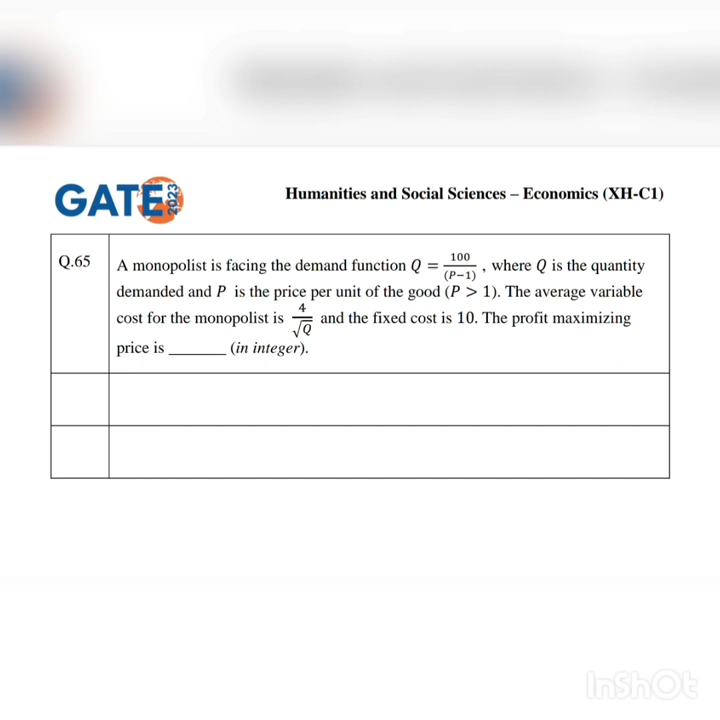 GATE 2023
Humanities and Social Sciences – Economics (XH-C1)
Q.65
A monopolist is facing the demand function Q = 100/(P−1) , where Q is the quantity
demanded and P is the price per unit of the good (P > 1). The average variable
cost for the monopolist is 4/√Q and the fixed cost is 10. The profit maximizing
price is _______ (in integer).
InShOt